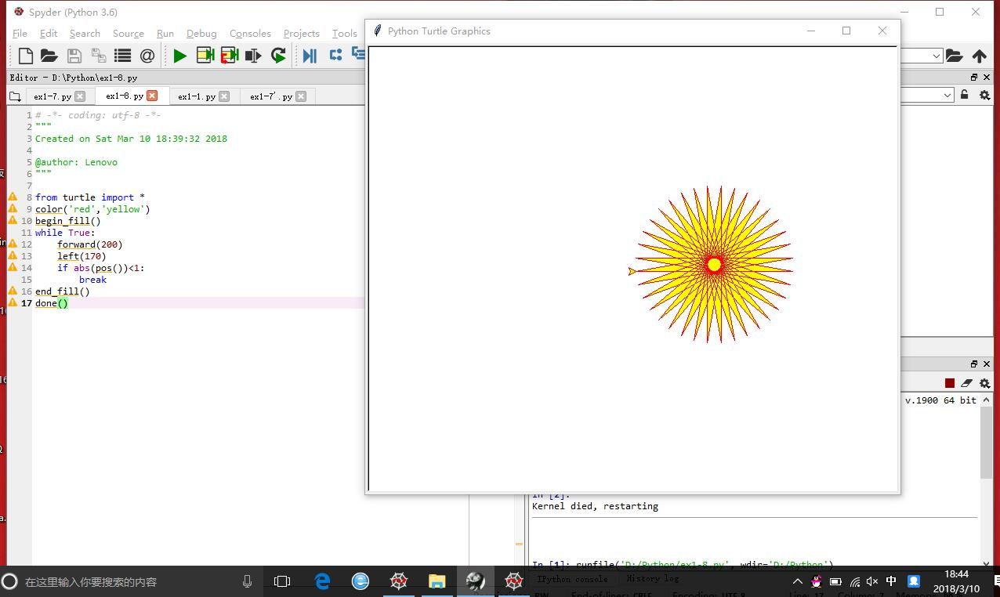 Spyder (Python 3.6)
File Edit Search Source Run Debug Consoles Projects Tools
Python Turtle Graphics
Editor - D:\Python\ex1-8.py
ex1-7.py ex1-8.py ex1-1.py ex1-7'.py
1 # -*- coding: utf-8 -*-
2 """
3 Created on Sat Mar 10 18:39:32 2018
4
5 @author: Lenovo
6 """
7
8 from turtle import *
9 color('red','yellow')
10 begin_fill()
11 while True:
12 forward(200)
13 left(170)
14 if abs(pos())<1:
15 break
16 end_fill()
17 done()
v.1900 64 bit
In [2]:
Kernel died, restarting
In [1]: runfile('D:/Python/ex1-8.py', wdir='D:/Python')
IPython console History log
在这里输入你要搜索的内容
中
18:44
2018/3/10